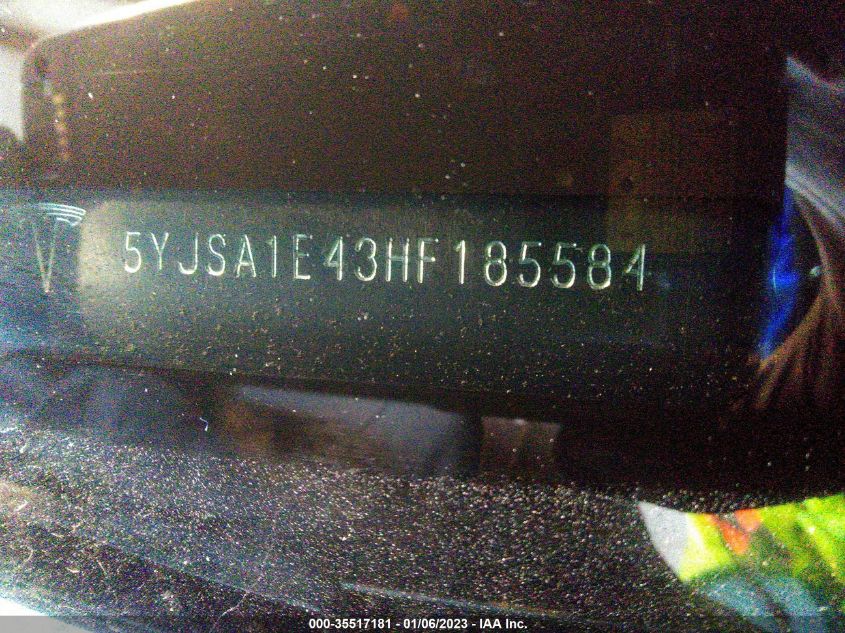 5YJSA1E43HF185584
000-35517181 - 01/06/2023 - IAA Inc.